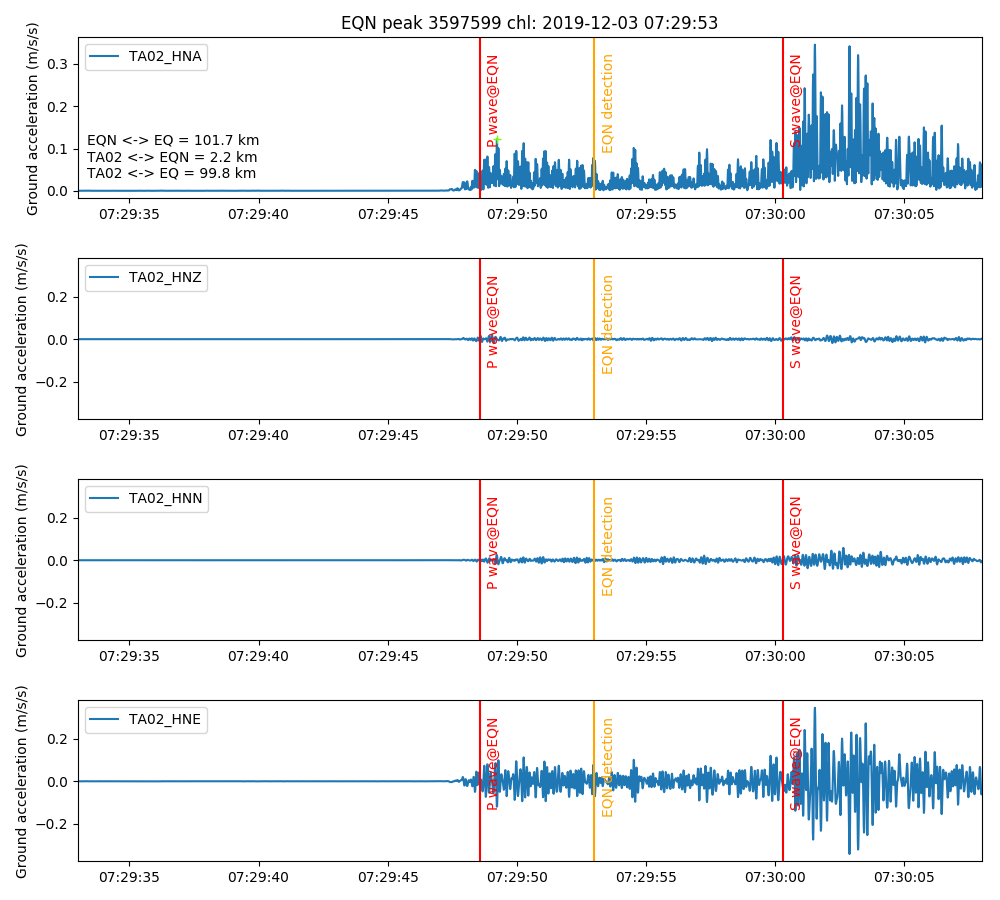 EQN peak 3597599 chl: 2019-12-03 07:29:53
Ground acceleration (m/s/s)
TA02_HNA
0.3
0.2
0.1
0.0
EQN <-> EQ = 101.7 km
TA02 <-> EQN = 2.2 km
TA02 <-> EQ = 99.8 km
P wave@EQN
EQN detection
S wave@EQN
07:29:35 07:29:40 07:29:45 07:29:50 07:29:55 07:30:00 07:30:05
Ground acceleration (m/s/s)
TA02_HNZ
0.2
0.0
−0.2
P wave@EQN
EQN detection
S wave@EQN
07:29:35 07:29:40 07:29:45 07:29:50 07:29:55 07:30:00 07:30:05
Ground acceleration (m/s/s)
TA02_HNN
0.2
0.0
−0.2
P wave@EQN
EQN detection
S wave@EQN
07:29:35 07:29:40 07:29:45 07:29:50 07:29:55 07:30:00 07:30:05
Ground acceleration (m/s/s)
TA02_HNE
0.2
0.0
−0.2
P wave@EQN
EQN detection
S wave@EQN
07:29:35 07:29:40 07:29:45 07:29:50 07:29:55 07:30:00 07:30:05